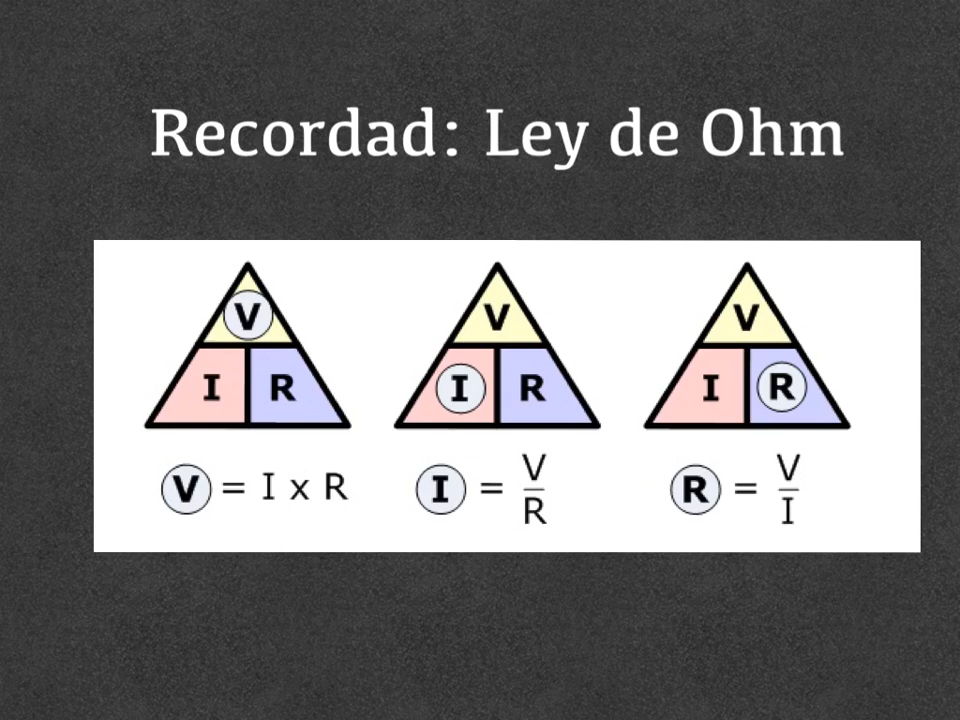 Recordad: Ley de Ohm
V V V
I R I R I R
V = I x R I = V/R R = V/I